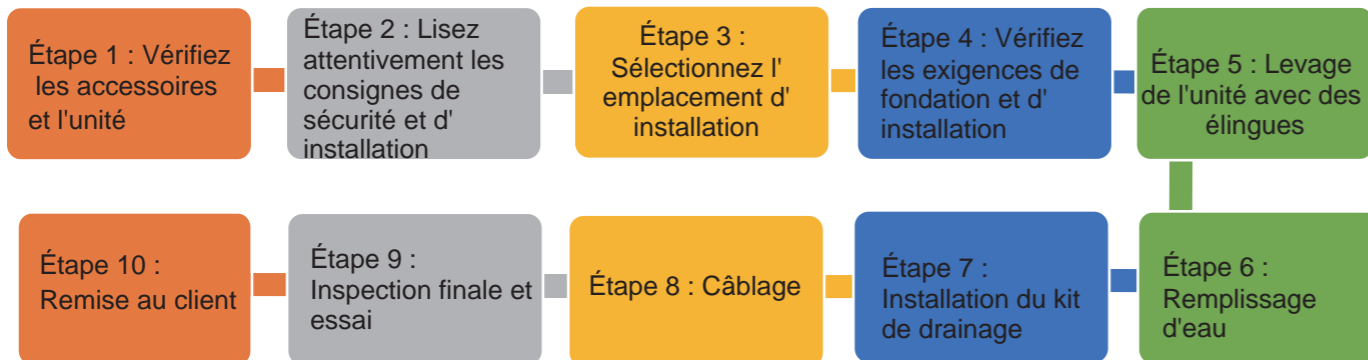 Étape 1 : Vérifiez
les accessoires
et l'unité
Étape 2 : Lisez
attentivement les
consignes de
sécurité et d'
installation
Étape 3 :
Sélectionnez l'
emplacement d'
installation
Étape 4 : Vérifiez
les exigences de
fondation et d'
installation
Étape 5 : Levage
de l'unité avec des
élingues
Étape 6 :
Remplissage
d'eau
Étape 7 :
Installation du kit
de drainage
Étape 8 : Câblage
Étape 9 :
Inspection finale et
essai
Étape 10 :
Remise au client